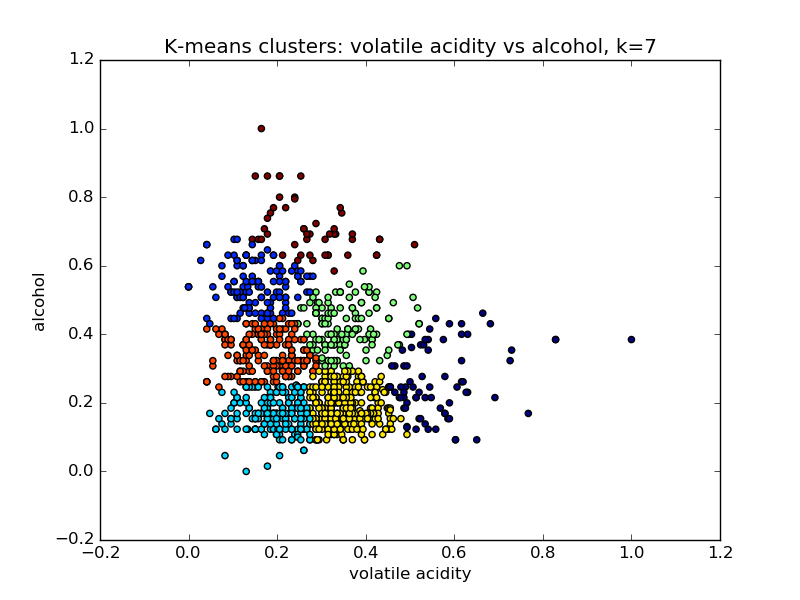 K-means clusters: volatile acidity vs alcohol, k=7
1.2
1.0
0.8
0.6
0.4
0.2
0.0
−0.2
alcohol
−0.2 0.0 0.2 0.4 0.6 0.8 1.0 1.2
volatile acidity